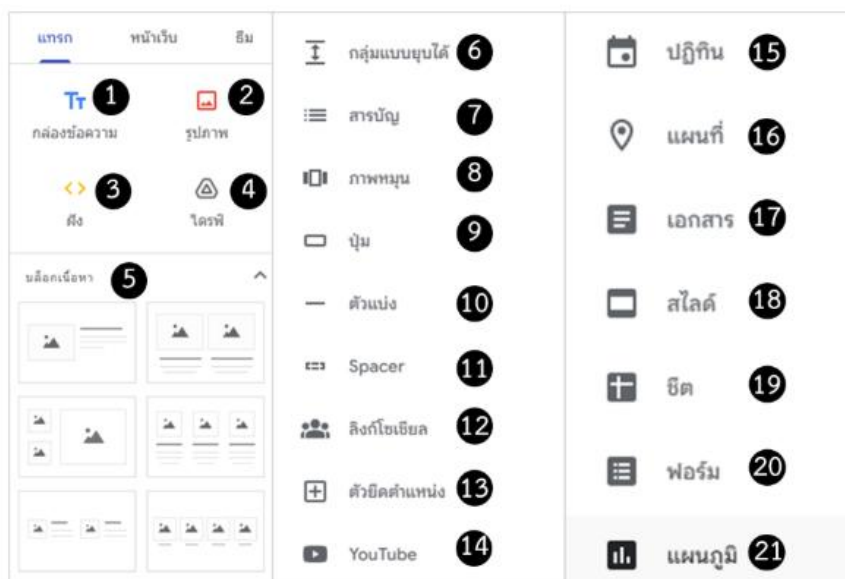 แทรก หน้าเว็บ ธีม
1 2
กล่องข้อความ รูปภาพ
3 4
ฝัง ไดรฟ์
บล็อกเนื้อหา 5
กลุ่มแบบยุบได้ 6
สารบัญ 7
ภาพหมุน 8
ปุ่ม 9
ตัวแบ่ง 10
Spacer 11
ลิงก์โซเชียล 12
ตัวยึดตำแหน่ง 13
YouTube 14
ปฏิทิน 15
แผนที่ 16
เอกสาร 17
สไลด์ 18
ชีต 19
ฟอร์ม 20
แผนภูมิ 21